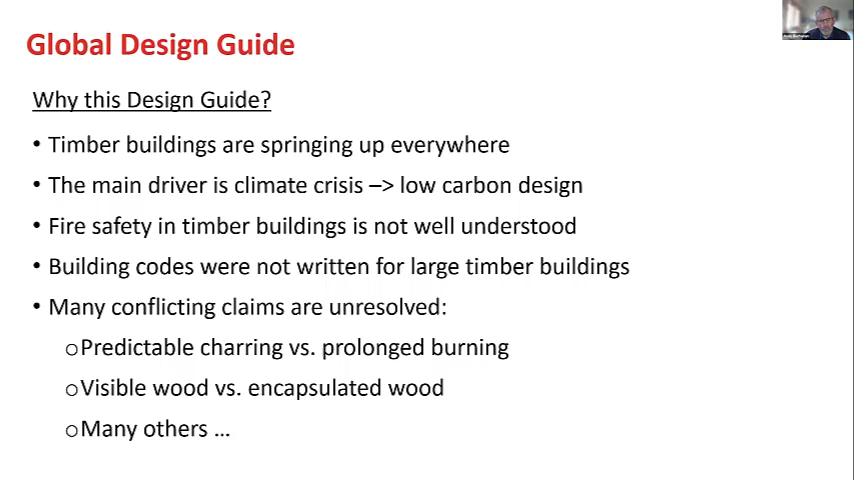 Global Design Guide
Why this Design Guide?
• Timber buildings are springing up everywhere
• The main driver is climate crisis –> low carbon design
• Fire safety in timber buildings is not well understood
• Building codes were not written for large timber buildings
• Many conflicting claims are unresolved:
o Predictable charring vs. prolonged burning
o Visible wood vs. encapsulated wood
o Many others ...